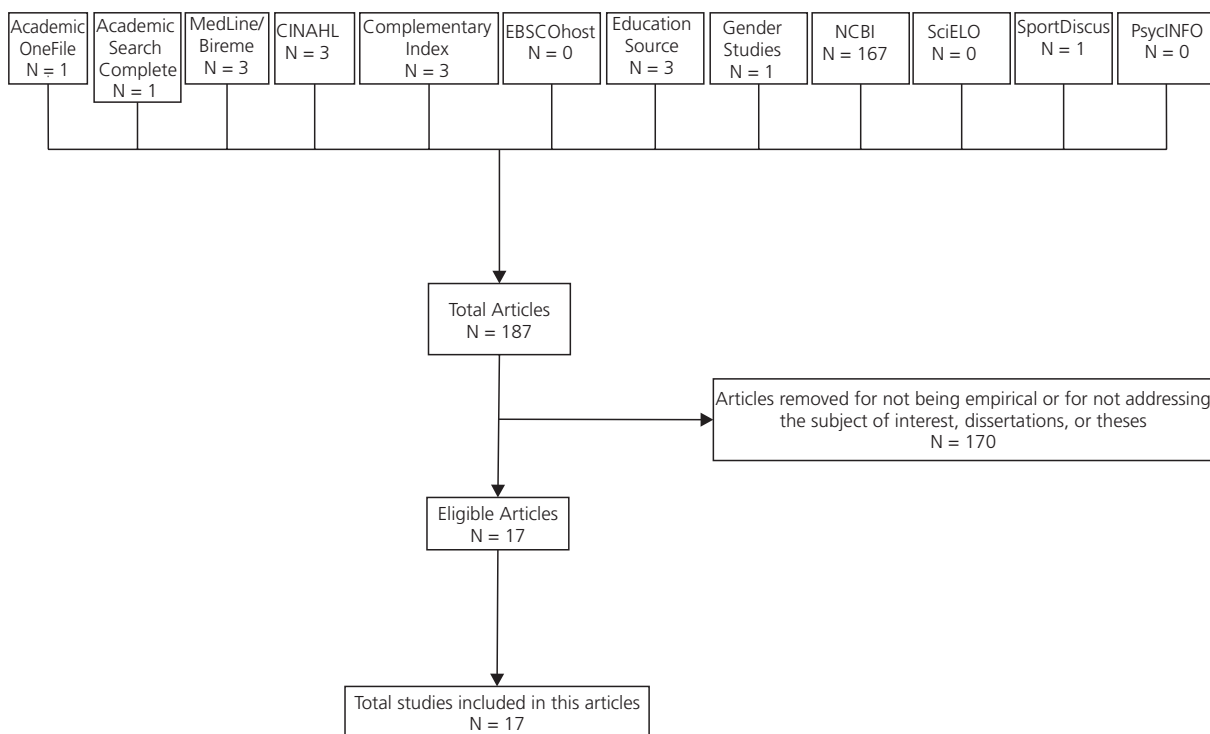 Academic
OneFile
N = 1
Academic
Search
Complete
N = 1
MedLine/
Bireme
N = 3
CINAHL
N = 3
Complementary
Index
N = 3
EBSCOhost
N = 0
Education
Source
N = 3
Gender
Studies
N = 1
NCBI
N = 167
SciELO
N = 0
SportDiscus
N = 1
PsycINFO
N = 0
Total Articles
N = 187
Articles removed for not being empirical or for not addressing
the subject of interest, dissertations, or theses
N = 170
Eligible Articles
N = 17
Total studies included in this articles
N = 17